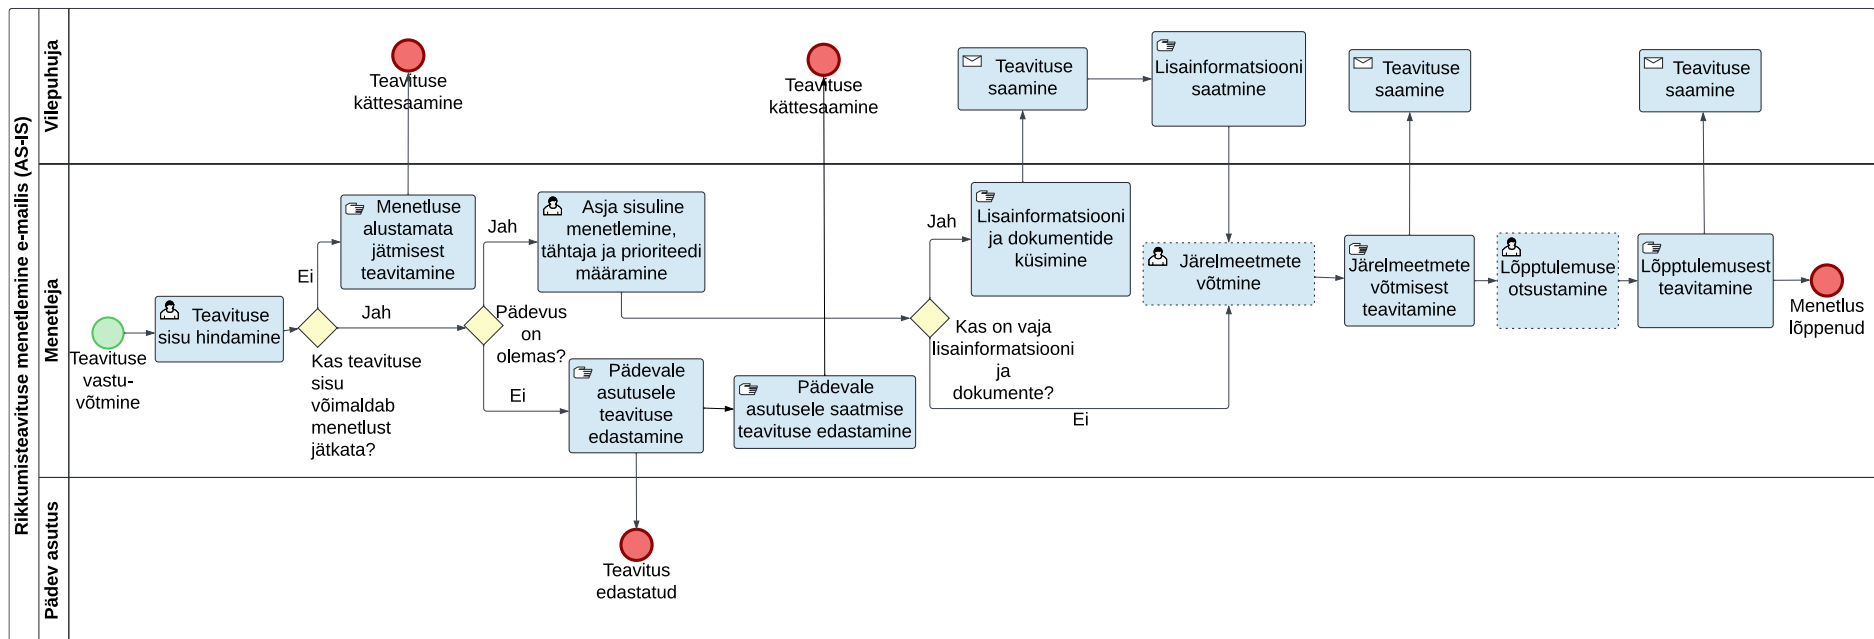 Rikkumisteavituse menetlemine e-mailis (AS-IS)
Vilepuhuja
Teavituse
kättesaamine
Teavituse
kättesaamine
Teavituse
saamine
Lisainformatsiooni
saatmine
Teavituse
saamine
Teavituse
saamine
Menetleja
Teavituse
vastu-
võtmine
Teavituse
sisu hindamine
Kas teavituse
sisu
võimaldab
menetlust
jätkata?
Ei
Menetluse
alustamata
jätmisest
teavitamine
Jah
Pädevus
on
olemas?
Jah
Asja sisuline
menetlemine,
tähtaja ja prioriteedi
määramine
Ei
Pädevale
asutusele
teavituse
edastamine
Pädevale
asutusele saatmise
teavituse edastamine
Kas on vaja
lisainformatsiooni
ja
dokumente?
Jah
Lisainformatsiooni
ja dokumentide
küsimine
Ei
Järelmeetmete
võtmine
Järelmeetmete
võtmisest
teavitamine
Lõpptulemuse
otsustamine
Lõpptulemusest
teavitamine
Menetlus
lõppenud
Pädev asutus
Teavitus
edastatud